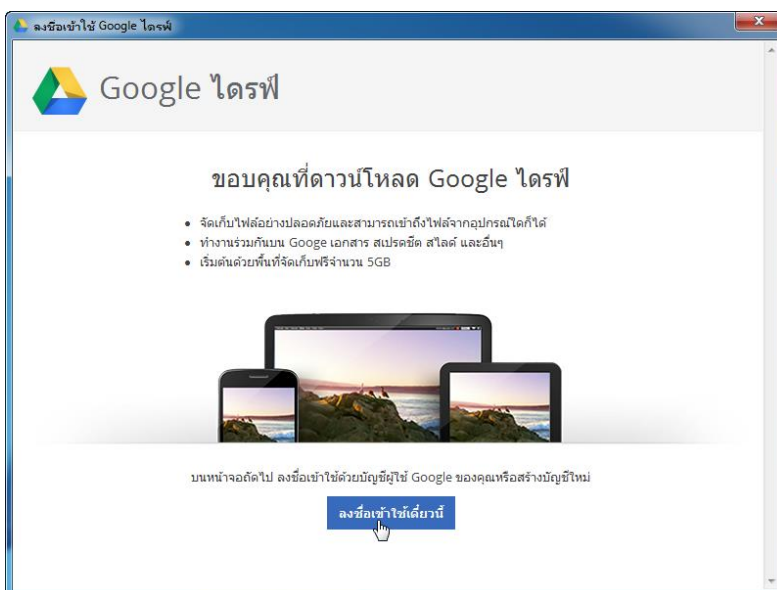 ลงชื่อเข้าใช้ Google ไดรฟ์
Google ไดรฟ์
ขอบคุณที่ดาวน์โหลด Google ไดรฟ์
จัดเก็บไฟล์อย่างปลอดภัยและสามารถเข้าถึงไฟล์จากอุปกรณ์ใดก็ได้
ทำงานร่วมกันบน Googe เอกสาร สเปรดชีต สไลด์ และอื่นๆ
เริ่มต้นด้วยพื้นที่จัดเก็บฟรีจำนวน 5GB
บนหน้าจอถัดไป ลงชื่อเข้าใช้ด้วยบัญชีผู้ใช้ Google ของคุณหรือสร้างบัญชีใหม่
ลงชื่อเข้าใช้เดี๋ยวนี้